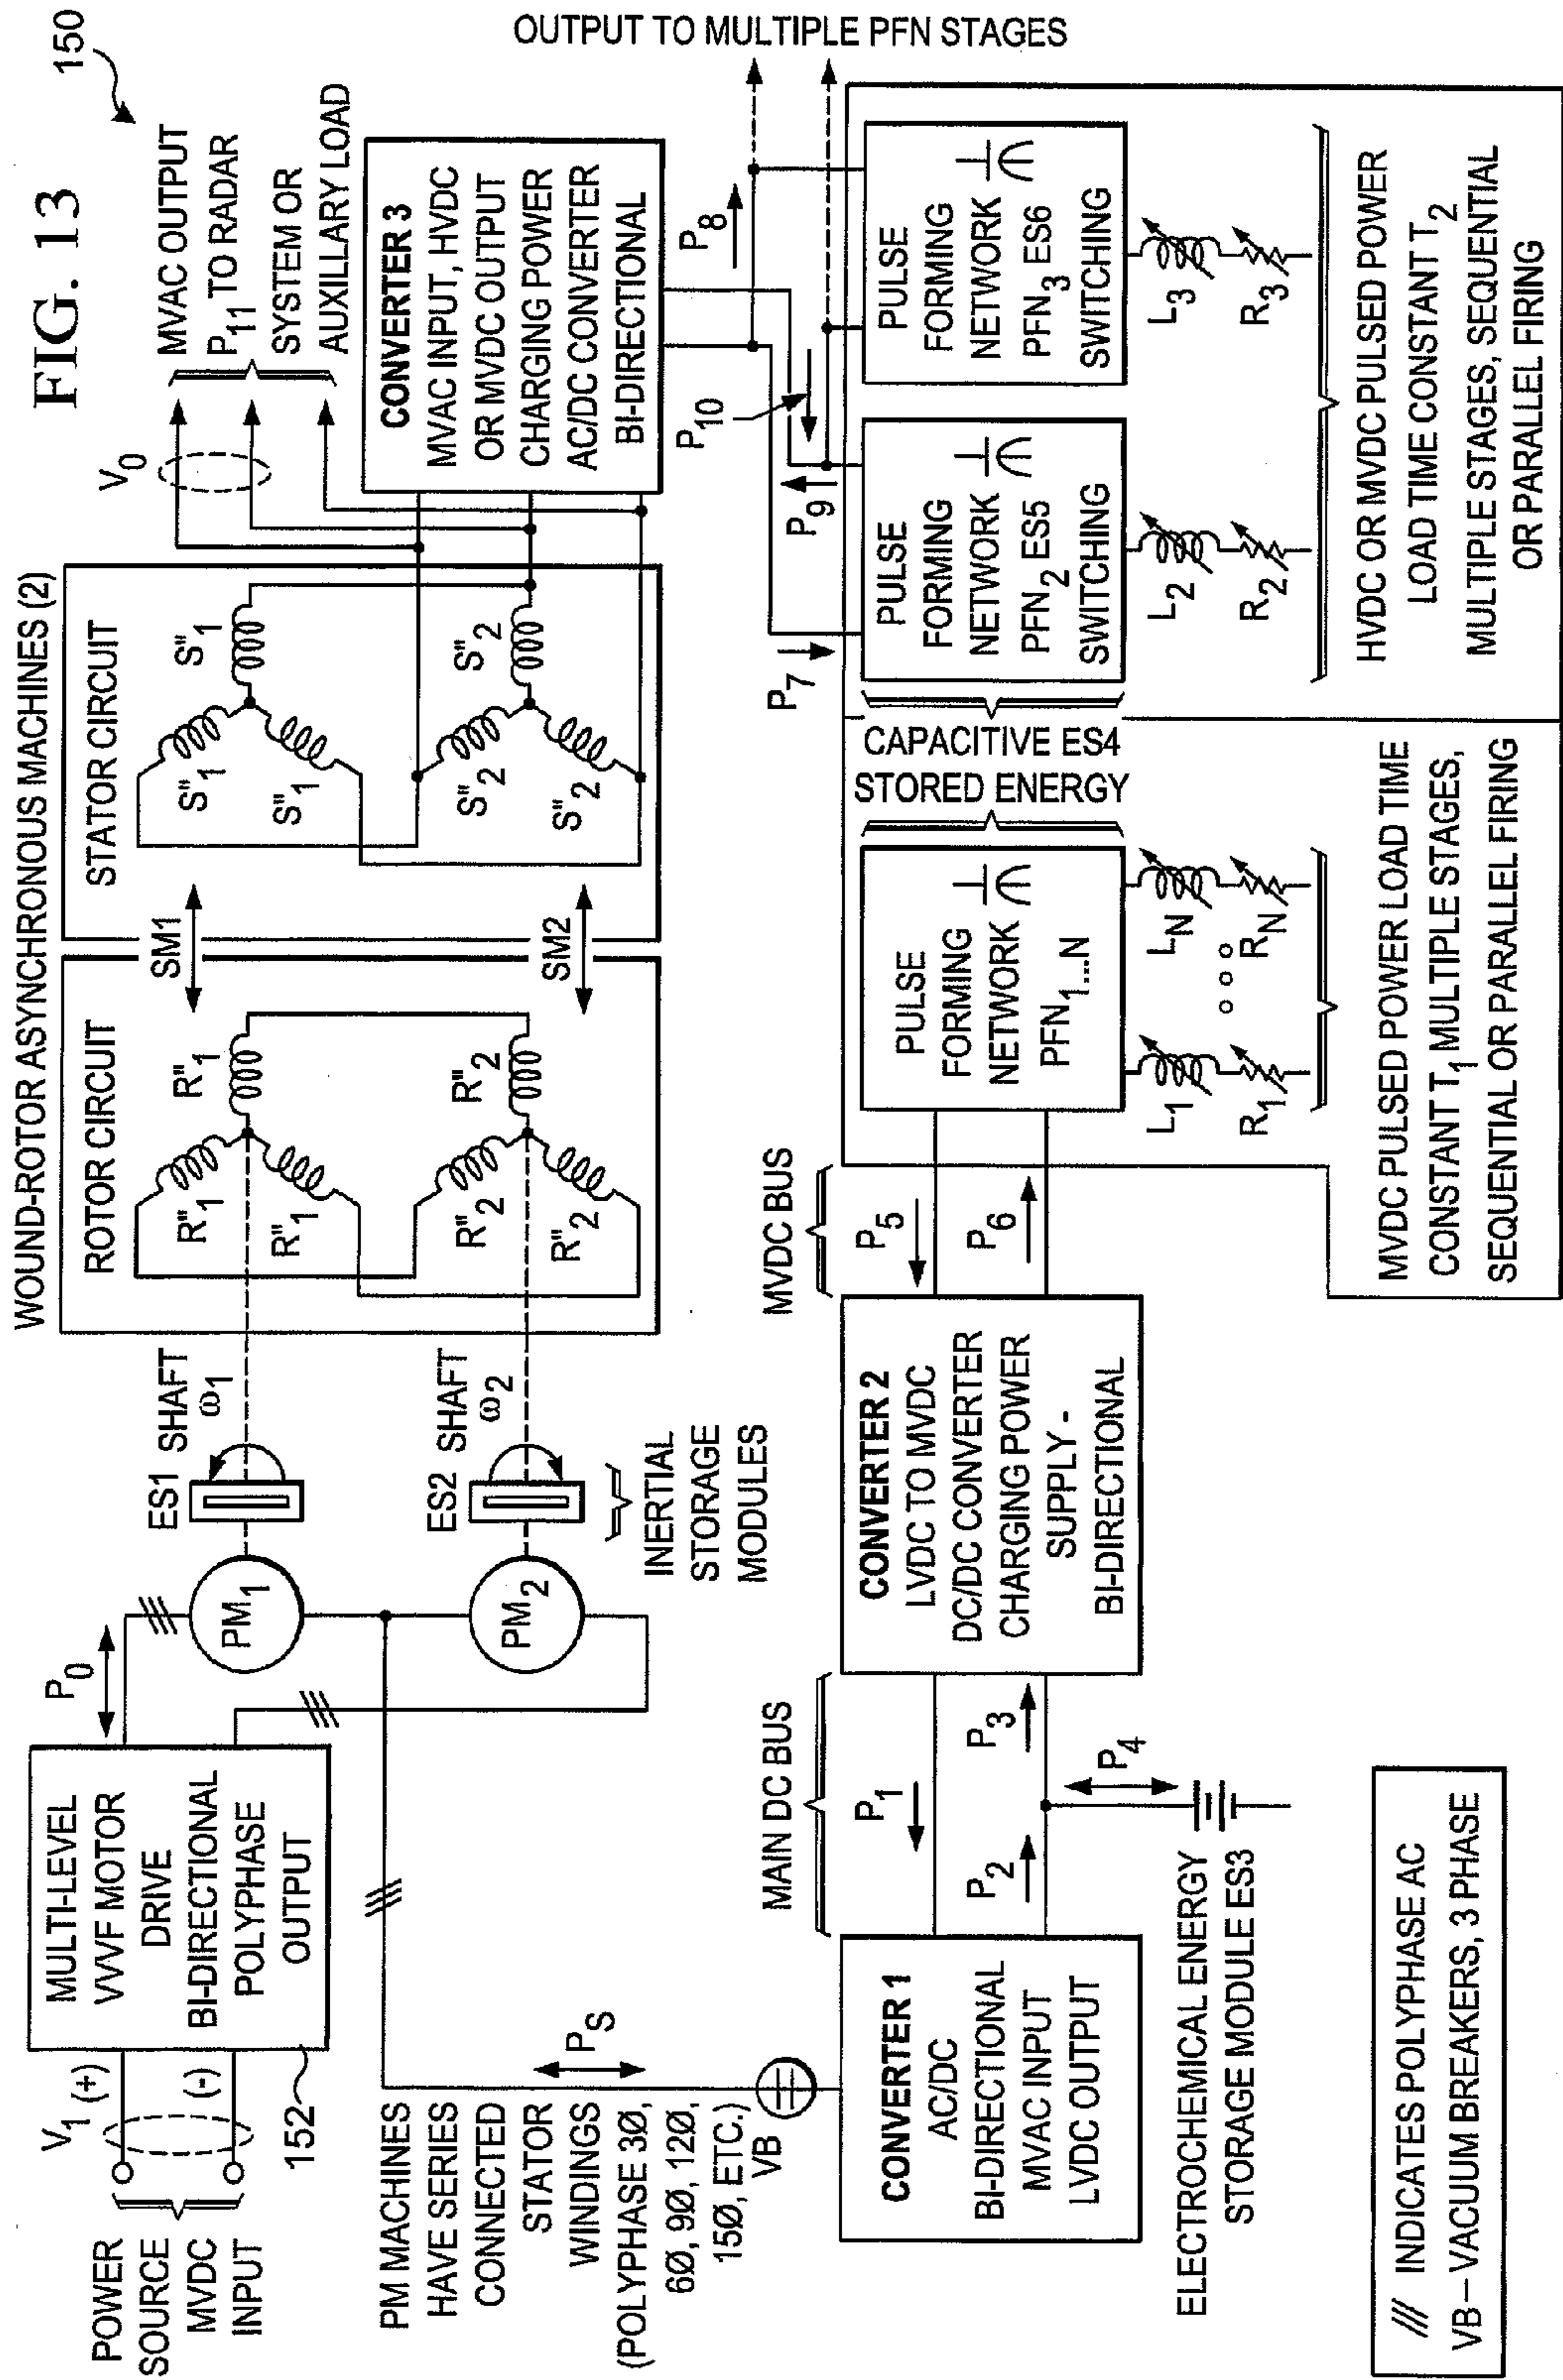 FIG. 13
150
WOUND-ROTOR ASYNCHRONOUS MACHINES (2)
POWER
SOURCE
MVDC
INPUT
V1 (+)
(-)
152
MULTI-LEVEL
VVVF MOTOR
DRIVE
BI-DIRECTIONAL
POLYPHASE
OUTPUT
P0
PM1
PM2
ES1 SHAFT
ω1
ES2 SHAFT
ω2
INERTIAL
STORAGE
MODULES
ROTOR CIRCUIT
R"1
R"1
R"1
R"2
R"2
R"2
SM1
SM2
STATOR CIRCUIT
S"1
S"1
S"1
S"2
S"2
S"2
V0
MVAC OUTPUT
P11 TO RADAR
SYSTEM OR
AUXILLARY LOAD
CONVERTER 3
MVAC INPUT, HVDC
OR MVDC OUTPUT
CHARGING POWER
AC/DC CONVERTER
BI-DIRECTIONAL
OUTPUT TO MULTIPLE PFN STAGES
P8
P10
P9
P7
PM MACHINES
HAVE SERIES
CONNECTED
STATOR
WINDINGS
(POLYPHASE 3Ø,
6Ø, 9Ø, 12Ø,
15Ø, ETC.)
PS
VB
CONVERTER 1
AC/DC
BI-DIRECTIONAL
MVAC INPUT
LVDC OUTPUT
MAIN DC BUS
P1
P2
P3
P4
ELECTROCHEMICAL ENERGY
STORAGE MODULE ES3
CONVERTER 2
LVDC TO MVDC
DC/DC CONVERTER
CHARGING POWER
SUPPLY -
BI-DIRECTIONAL
MVDC BUS
P5
P6
PULSE
FORMING
NETWORK
PFN1...N
L1
R1
LN
RN
CAPACITIVE ES4
STORED ENERGY
PULSE
FORMING
NETWORK
PFN2 ES5
SWITCHING
L2
R2
PULSE
FORMING
NETWORK
PFN3 ES6
SWITCHING
L3
R3
MVDC PULSED POWER LOAD TIME
CONSTANT T1 MULTIPLE STAGES,
SEQUENTIAL OR PARALLEL FIRING
HVDC OR MVDC PULSED POWER
LOAD TIME CONSTANT T2
MULTIPLE STAGES, SEQUENTIAL
OR PARALLEL FIRING
/// INDICATES POLYPHASE AC
VB – VACUUM BREAKERS, 3 PHASE